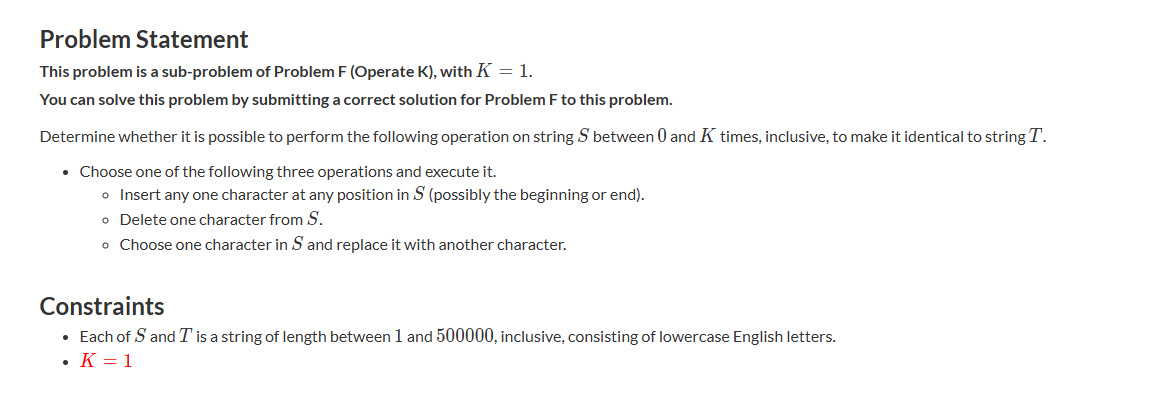 Problem Statement
This problem is a sub-problem of Problem F (Operate K), with K = 1.
You can solve this problem by submitting a correct solution for Problem F to this problem.
Determine whether it is possible to perform the following operation on string S between 0 and K times, inclusive, to make it identical to string T.
• Choose one of the following three operations and execute it.
◦ Insert any one character at any position in S (possibly the beginning or end).
◦ Delete one character from S.
◦ Choose one character in S and replace it with another character.
Constraints
• Each of S and T is a string of length between 1 and 500000, inclusive, consisting of lowercase English letters.
• K = 1